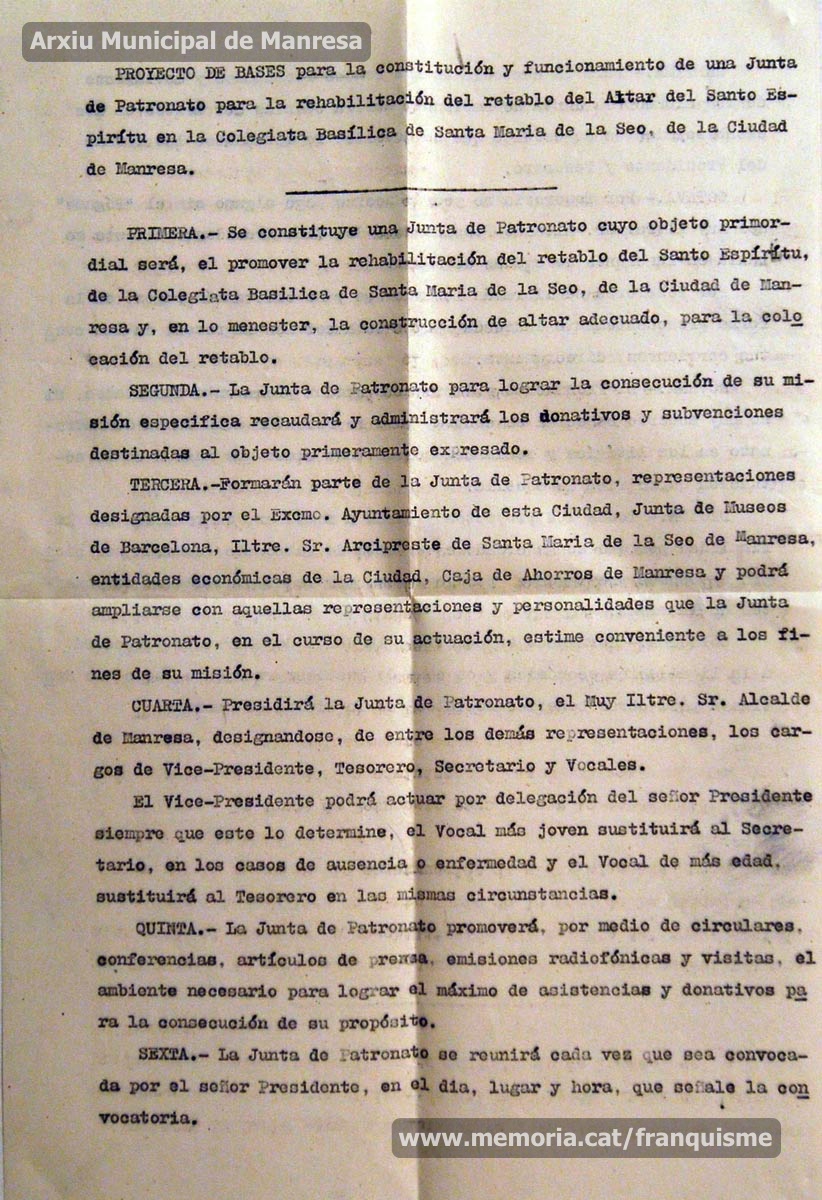 Arxiu Municipal de Manresa
PROYECTO DE BASES para la constitución y funcionamiento de una Junta
de Patronato para la rehabilitación del retablo del Altar del Santo Es-
pirítu en la Colegiata Basílica de Santa Maria de la Seo, de la Ciudad
de Manresa.
PRIMERA.- Se constituye una Junta de Patronato cuyo objeto primor-
dial será, el promover la rehabilitación del retablo del Santo Espírítu,
de la Colegiata Basilica de Santa Maria de la Seo, de la Ciudad de Man-
resa y, en lo menester, la construcción de altar adecuado, para la colo
cación del retablo.
SEGUNDA.- La Junta de Patronato para lograr la consecución de su mi-
sión especifica recaudará y administrará los donativos y subvenciones
destinadas al objeto primeramente expresado.
TERCERA.-Formarán parte de la Junta de Patronato, representaciones
designadas por el Excmo. Ayuntamiento de esta Ciudad, Junta de Museos
de Barcelona, Iltre. Sr. Arcipreste de Santa Maria de la Seo de Manresa,
entidades económicas de la Ciudad, Caja de Ahorros de Manresa y podrá
ampliarse con aquellas representaciones y personalidades que la Junta
de Patronato, en el curso de su actuación, estime conveniente a los fi-
nes de su misión.
CUARTA.- Presidirá la Junta de Patronato, el Muy Iltre. Sr. Alcalde
de Manresa, designandose, de entre los demás representaciones, los car-
gos de Vice-Presidente, Tesorero, Secretario y Vocales.
El Vice-Presidente podrá actuar por delegación del señor Presidente
siempre que este lo determine, el Vocal más joven sustituirá al Secre-
tario, en los casos de ausencia o enfermedad y el Vocal de más edad,
sustituirá al Tesorero en las mismas circunstancias.
QUINTA.- La Junta de Patronato promoverá, por medio de circulares,
conferencias, artículos de prensa, emisiones radiofónicas y visitas, el
ambiente necesario para lograr el máximo de asistencias y donativos pa
ra la consecución de su propósito.
SEXTA.- La Junta de Patronato se reunirá cada vez que sea convoca-
da por el señor Presidente, en el dia, lugar y hora, que señale la con
vocatoria.
www.memoria.cat/franquisme